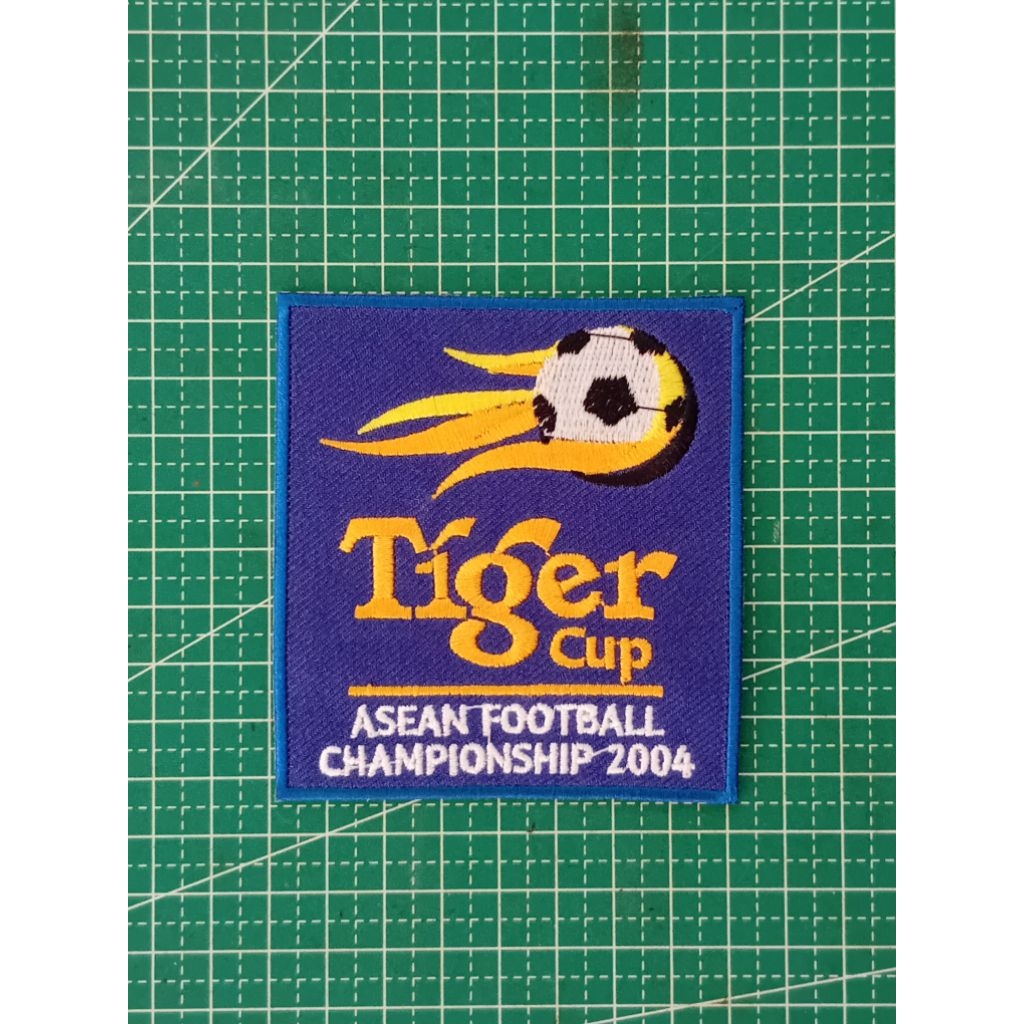 Tiger
Cup
ASEAN FOOTBALL
CHAMPIONSHIP 2004